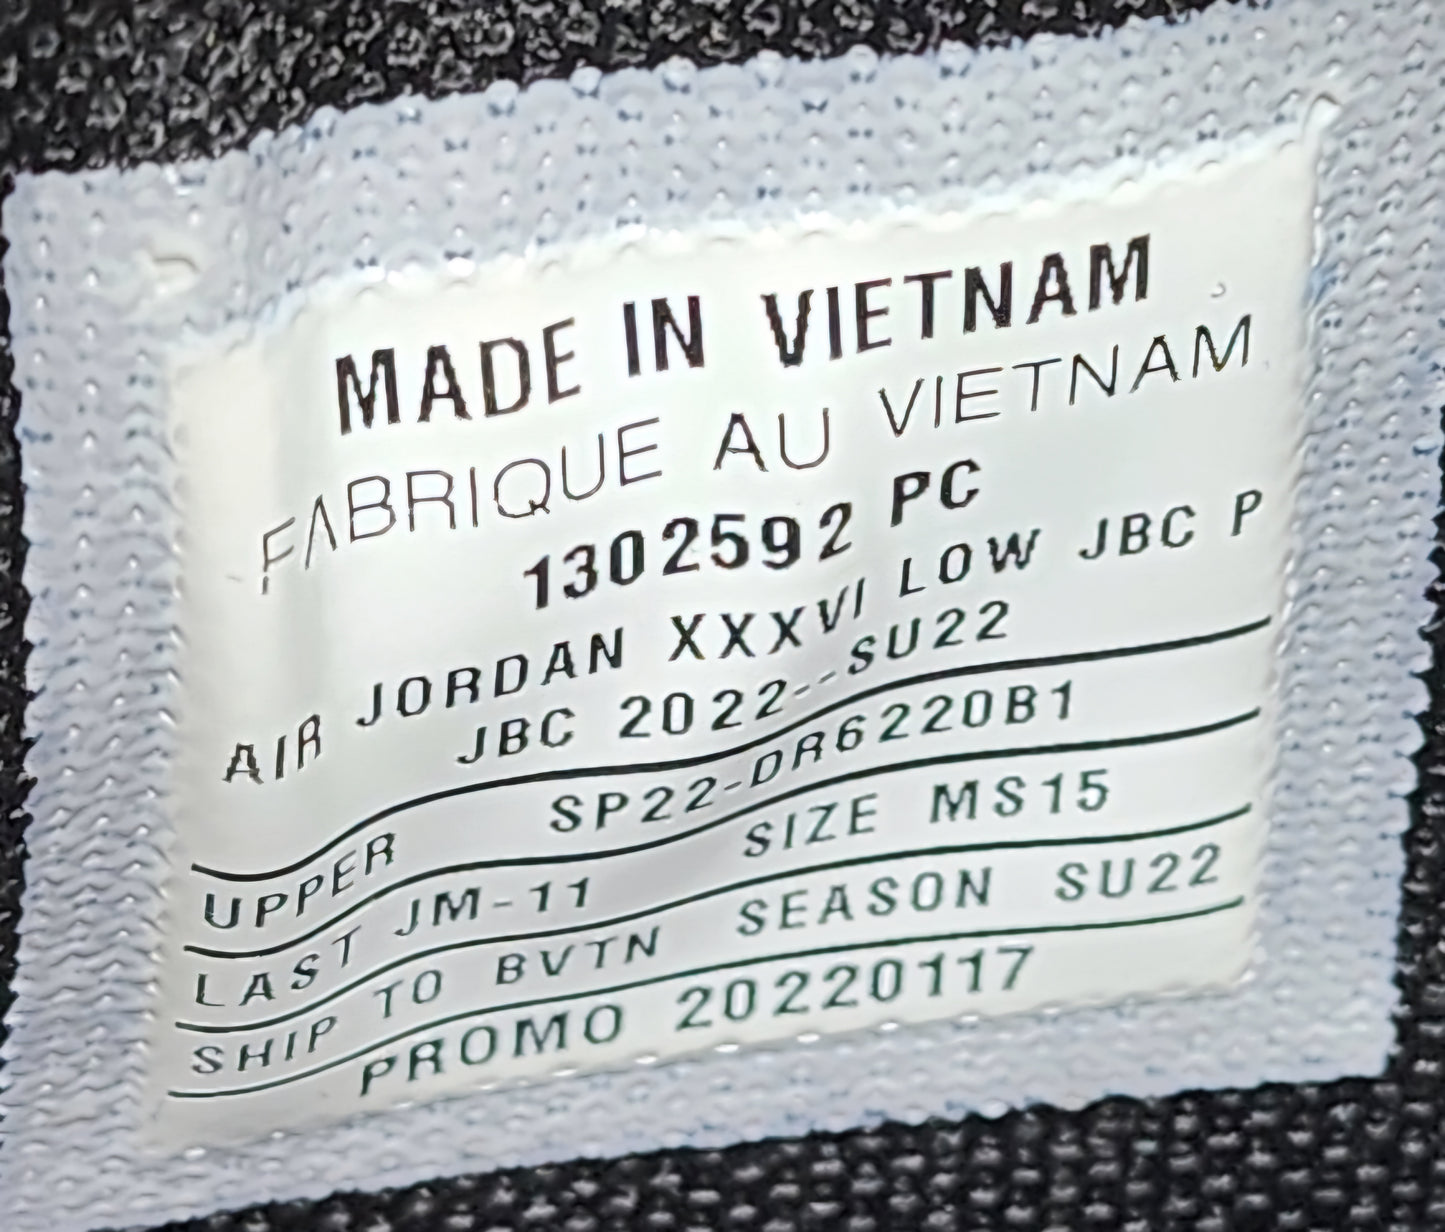 MADE IN VIETNAM
FABRIQUE AU VIETNAM
1302592 PC
AIR JORDAN XXXVI LOW JBC P
JBC 2022--SU22
UPPER SP22-DR6220B1
LAST JM-11 SIZE MS15
SHIP TO BVTN SEASON SU22
PROMO 20220117